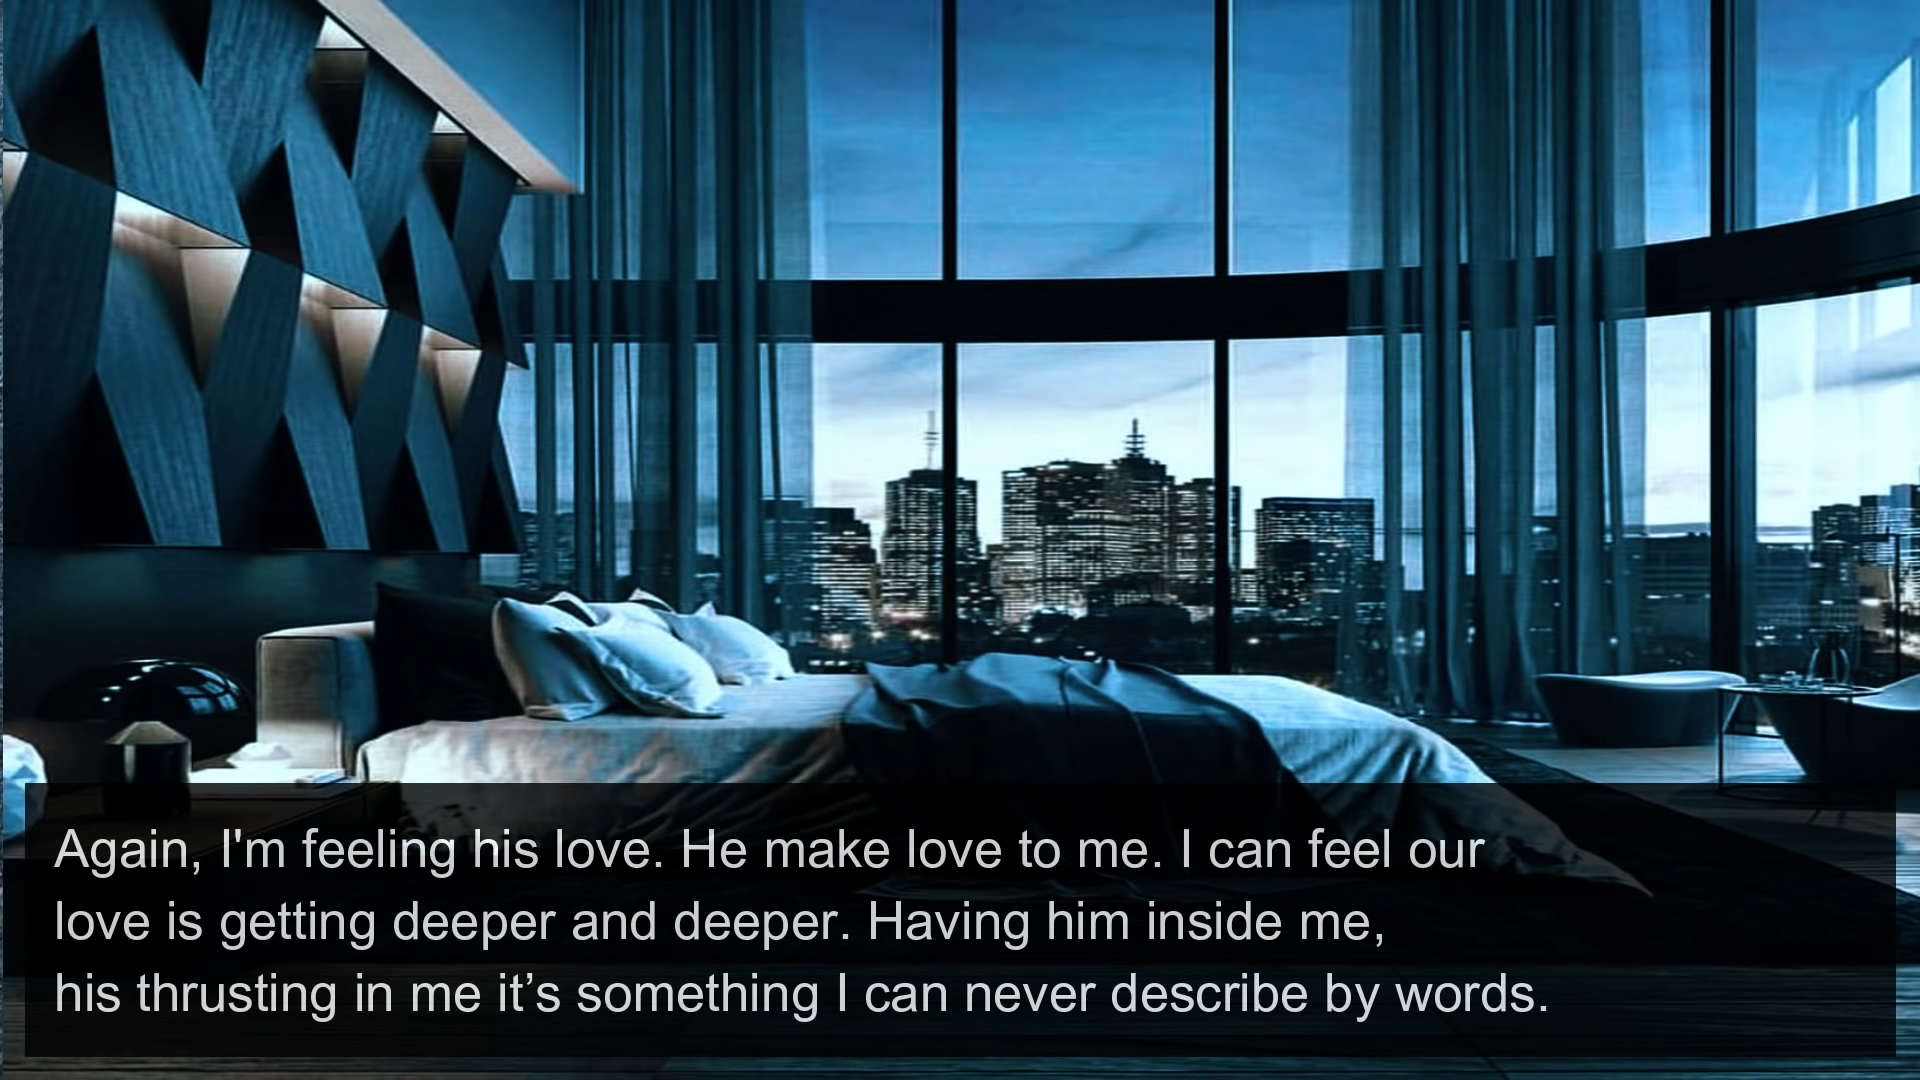 Again, I'm feeling his love. He make love to me. I can feel our
love is getting deeper and deeper. Having him inside me,
his thrusting in me it’s something I can never describe by words.